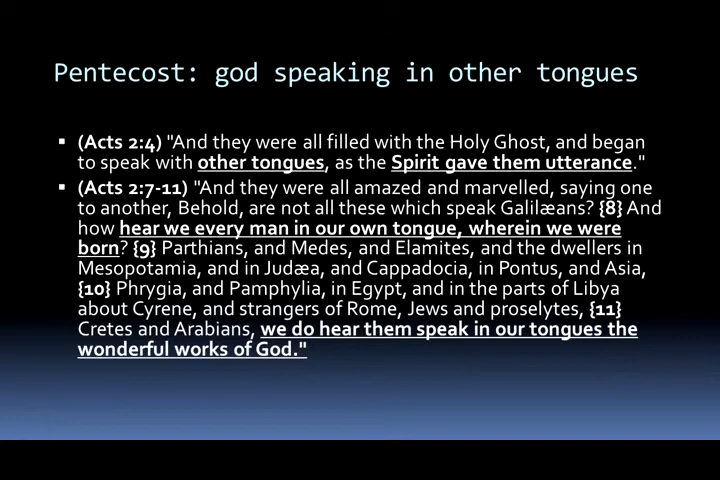 Pentecost: god speaking in other tongues
▪ (Acts 2:4) "And they were all filled with the Holy Ghost, and began
to speak with other tongues, as the Spirit gave them utterance."
▪ (Acts 2:7-11) "And they were all amazed and marvelled, saying one
to another, Behold, are not all these which speak Galilæans? {8} And
how hear we every man in our own tongue, wherein we were
born? {9} Parthians, and Medes, and Elamites, and the dwellers in
Mesopotamia, and in Judæa, and Cappadocia, in Pontus, and Asia,
{10} Phrygia, and Pamphylia, in Egypt, and in the parts of Libya
about Cyrene, and strangers of Rome, Jews and proselytes, {11}
Cretes and Arabians, we do hear them speak in our tongues the
wonderful works of God."